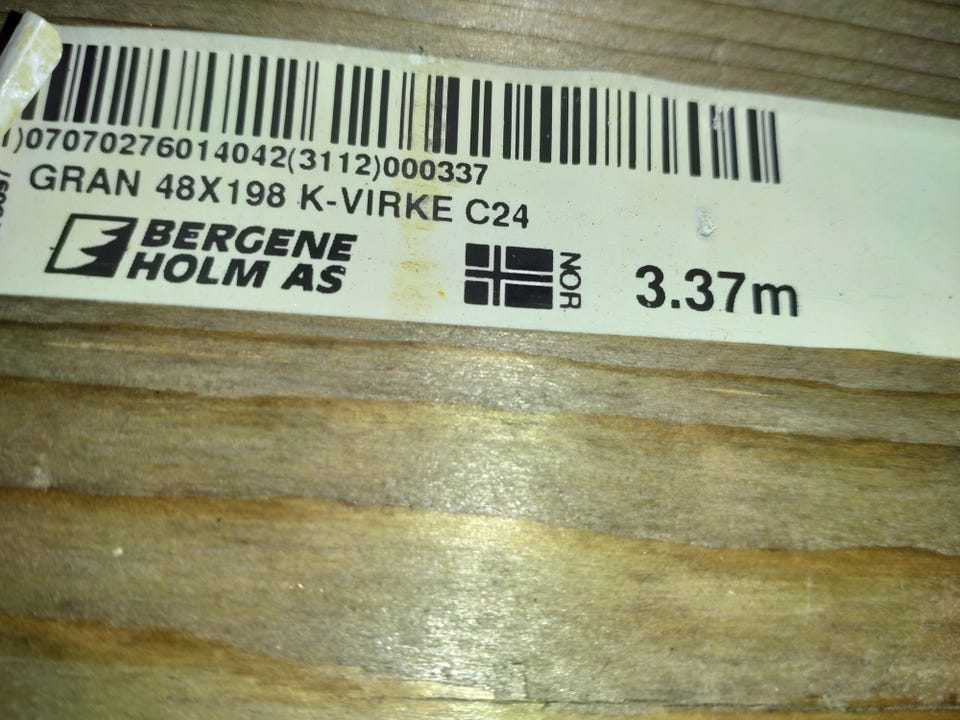 )07070276014042(3112)000337
GRAN 48X198 K-VIRKE C24
BERGENE
HOLM AS
NOR
3.37m